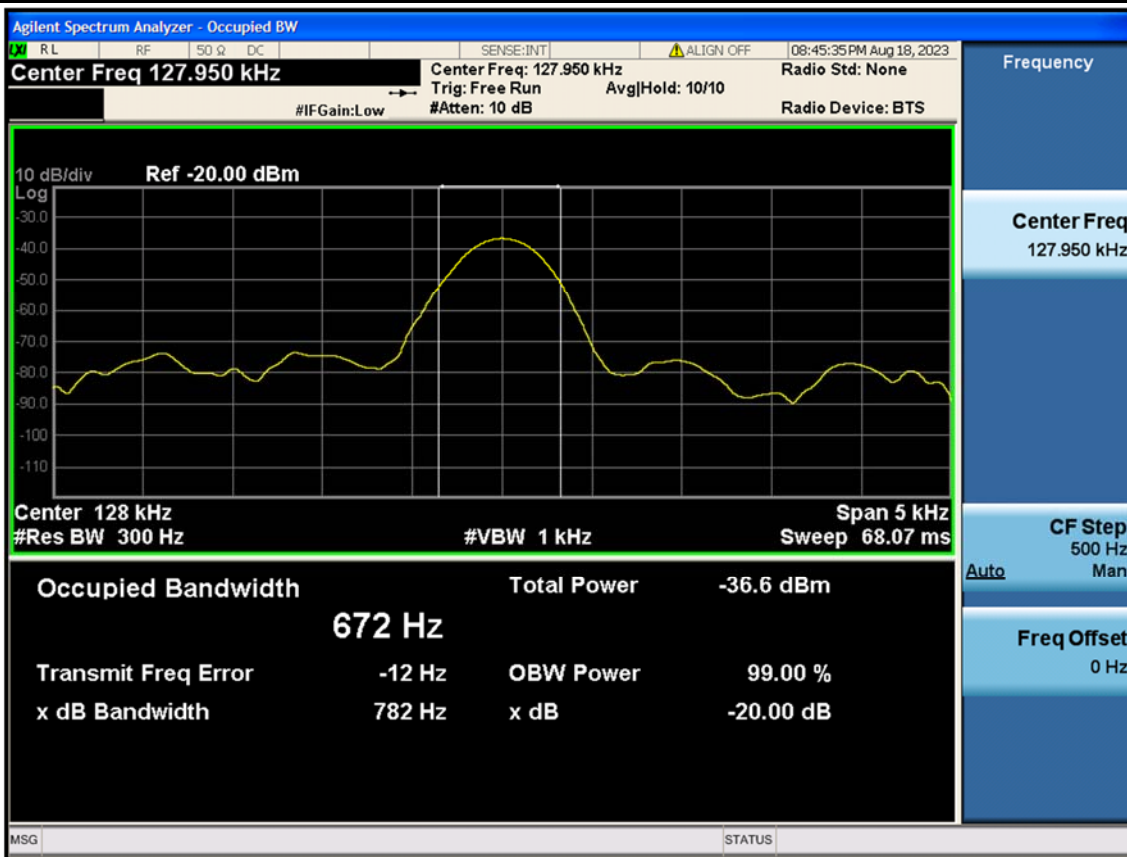 Agilent Spectrum Analyzer - Occupied BW
LXI RL RF 50 Ω DC SENSE:INT ALIGN OFF 08:45:35 PM Aug 18, 2023
Center Freq 127.950 kHz
Center Freq: 127.950 kHz Radio Std: None
Trig: Free Run Avg|Hold: 10/10
#IFGain:Low #Atten: 10 dB Radio Device: BTS
10 dB/div Ref -20.00 dBm
Log
-30.0
-40.0
-50.0
-60.0
-70.0
-80.0
-90.0
-100
-110
Center 128 kHz Span 5 kHz
#Res BW 300 Hz #VBW 1 kHz Sweep 68.07 ms
Occupied Bandwidth Total Power -36.6 dBm
672 Hz
Transmit Freq Error -12 Hz OBW Power 99.00 %
x dB Bandwidth 782 Hz x dB -20.00 dB
MSG STATUS
Frequency
Center Freq
127.950 kHz
CF Step
500 Hz
Auto Man
Freq Offset
0 Hz